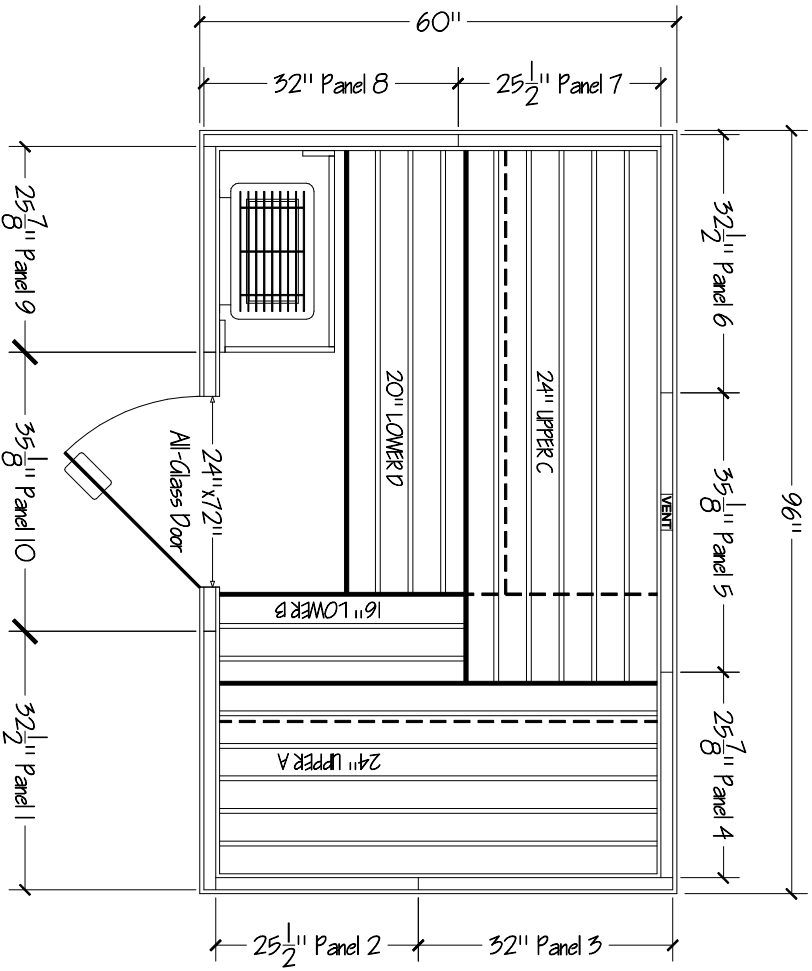 60"
32" Panel 8
25 1/2" Panel 7
96"
32 1/2" Panel 6
35 1/8" Panel 5
25 7/8" Panel 4
25 7/8" Panel 9
35 1/8" Panel 10
32 1/2" Panel 1
20" LOWER D
24" UPPER C
VENT
24"x72"
All-Glass Door
16" LOWER B
24" UPPER A
25 1/2" Panel 2
32" Panel 3